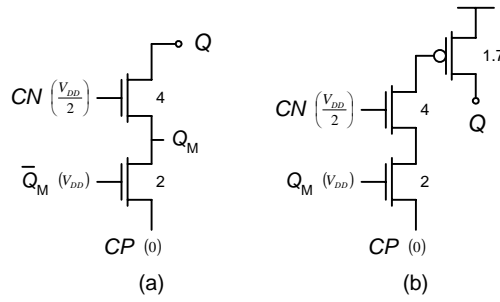 Q
CN (V_DD/2)
4
Q_M
Q̅_M (V_DD)
2
CP (0)
(a)
1.7
CN (V_DD/2)
4
Q
Q_M (V_DD)
2
CP (0)
(b)